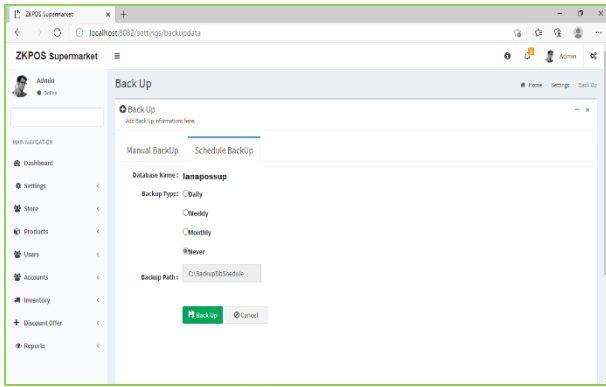 ZKPOS Supermarket
localhost:8082/settings/backupdata
ZKPOS Supermarket
Admin
Admin
Online
Back Up
Home
Settings
Back Up
Back Up
Add Back Up informations here.
MAIN NAVIGATION
Manual BackUp
Schedule BackUp
Dashboard
Database Name :
lanapossup
Settings
Backup Type:
Daily
Store
Weekly
Products
Monthly
Users
Never
Accounts
Backup Path :
C:/BackupDbShedule
Inventory
Back Up
Cancel
Discount Offer
Reports